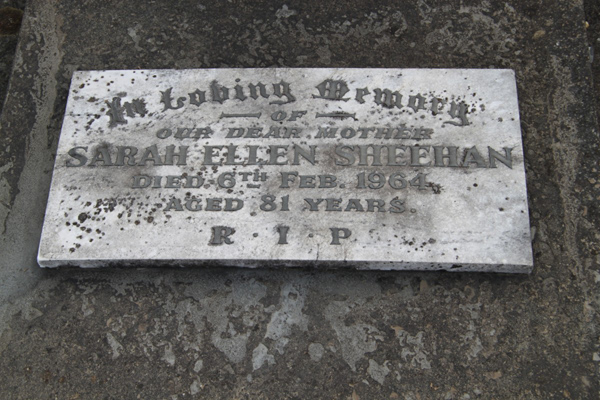 In Loving Memory
— OF —
OUR DEAR MOTHER
SARAH ELLEN SHEEHAN
DIED 6TH FEB. 1964.
AGED 81 YEARS.
R · I · P